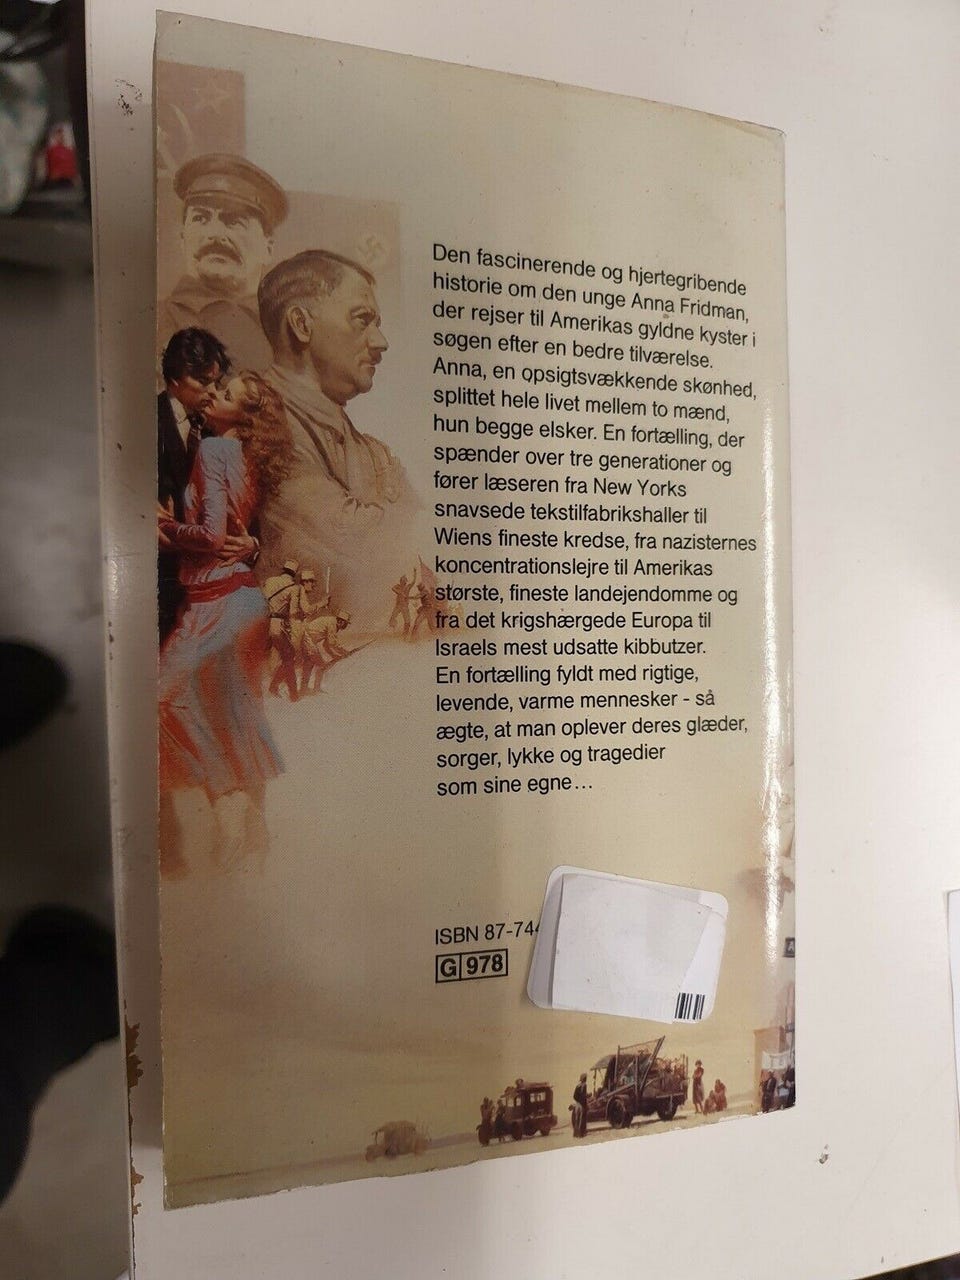 Den fascinerende og hjertegribende
historie om den unge Anna Fridman,
der rejser til Amerikas gyldne kyster i
søgen efter en bedre tilværelse.
Anna, en opsigtsvækkende skønhed,
splittet hele livet mellem to mænd,
hun begge elsker. En fortælling, der
spænder over tre generationer og
fører læseren fra New Yorks
snavsede tekstilfabrikshaller til
Wiens fineste kredse, fra nazisternes
koncentrationslejre til Amerikas
største, fineste landejendomme og
fra det krigshærgede Europa til
Israels mest udsatte kibbutzer.
En fortælling fyldt med rigtige,
levende, varme mennesker - så
ægte, at man oplever deres glæder,
sorger, lykke og tragedier
som sine egne...
ISBN 87-744
G 978